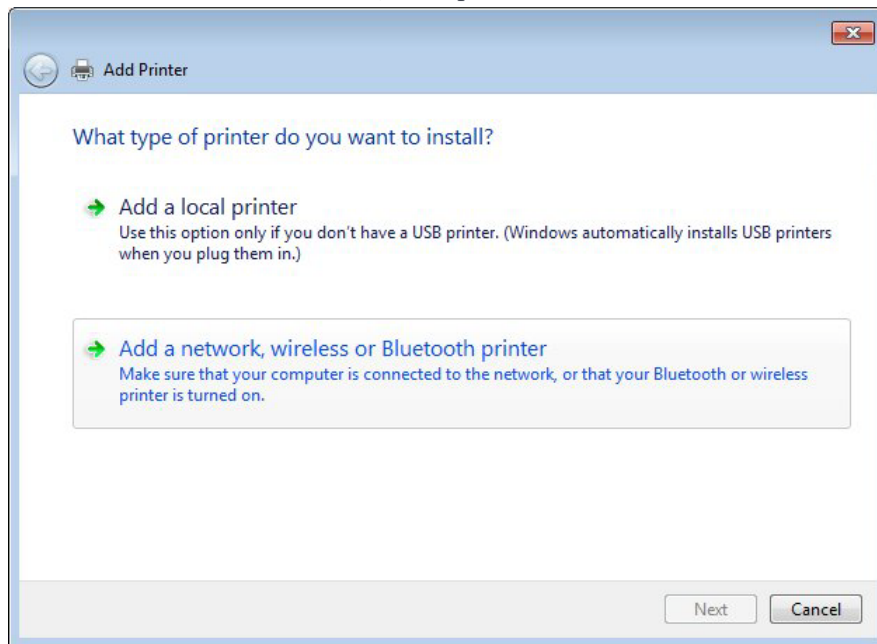 Add Printer
What type of printer do you want to install?
Add a local printer
Use this option only if you don't have a USB printer. (Windows automatically installs USB printers
when you plug them in.)
Add a network, wireless or Bluetooth printer
Make sure that your computer is connected to the network, or that your Bluetooth or wireless
printer is turned on.
Next
Cancel